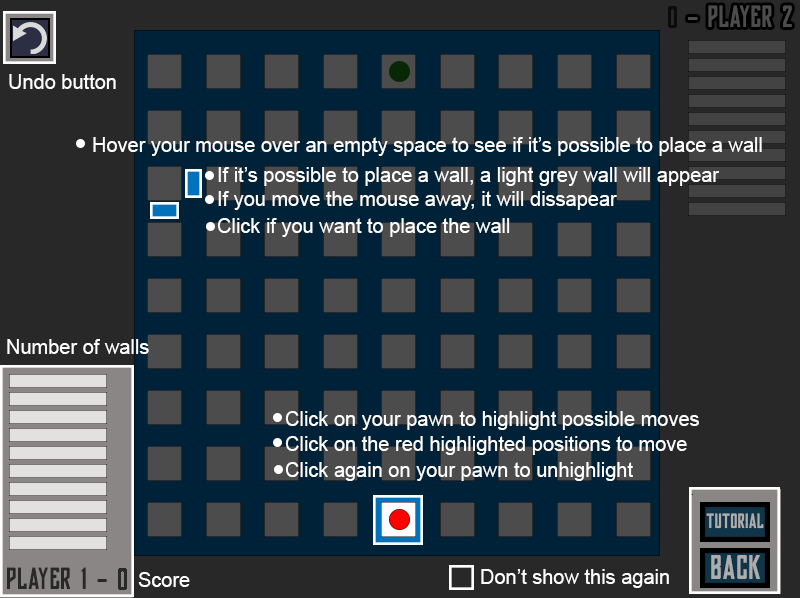 1 - PLAYER 2
Undo button
• Hover your mouse over an empty space to see if it's possible to place a wall
•If it's possible to place a wall, a light grey wall will appear
•If you move the mouse away, it will dissapear
•Click if you want to place the wall
Number of walls
•Click on your pawn to highlight possible moves
•Click on the red highlighted positions to move
•Click again on your pawn to unhighlight
TUTORIAL
BACK
PLAYER 1 - 0
Score
Don't show this again